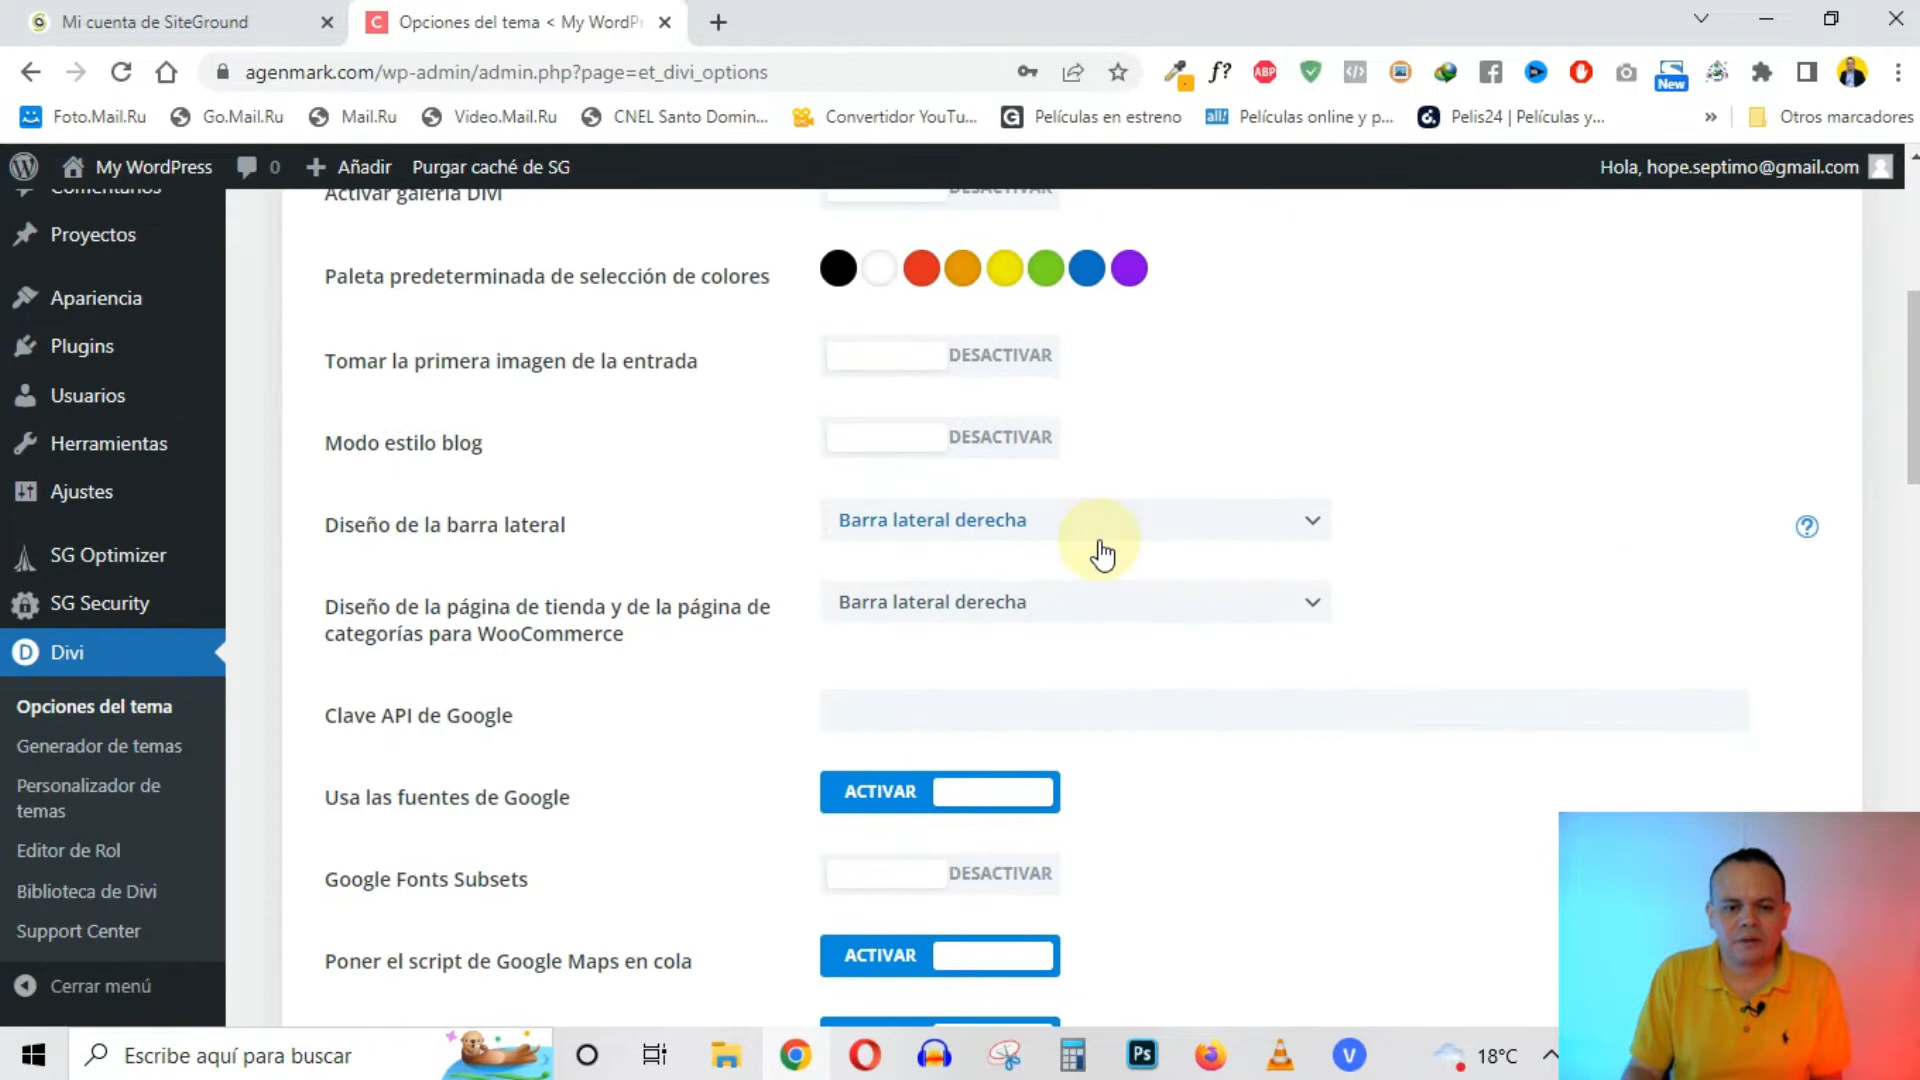 Mi cuenta de SiteGround
Opciones del tema < My WordPr
agenmark.com/wp-admin/admin.php?page=et_divi_options
f?
ABP
New
Foto.Mail.Ru
Go.Mail.Ru
Mail.Ru
Video.Mail.Ru
CNEL Santo Domin...
Convertidor YouTu...
Películas en estreno
all!
Películas online y p...
Pelis24 | Películas y...
»
Otros marcadores
My WordPress
0
Añadir
Purgar caché de SG
Hola, hope.septimo@gmail.com
Comentarios
Proyectos
Apariencia
Plugins
Usuarios
Herramientas
Ajustes
SG Optimizer
SG Security
D
Divi
Opciones del tema
Generador de temas
Personalizador de
temas
Editor de Rol
Biblioteca de Divi
Support Center
Cerrar menú
Activar galería Divi
DESACTIVAR
Paleta predeterminada de selección de colores
Tomar la primera imagen de la entrada
DESACTIVAR
Modo estilo blog
DESACTIVAR
Diseño de la barra lateral
Barra lateral derecha
?
Diseño de la página de tienda y de la página de
categorías para WooCommerce
Barra lateral derecha
Clave API de Google
Usa las fuentes de Google
ACTIVAR
Google Fonts Subsets
DESACTIVAR
Poner el script de Google Maps en cola
ACTIVAR
Escribe aquí para buscar
Ps
V
18°C